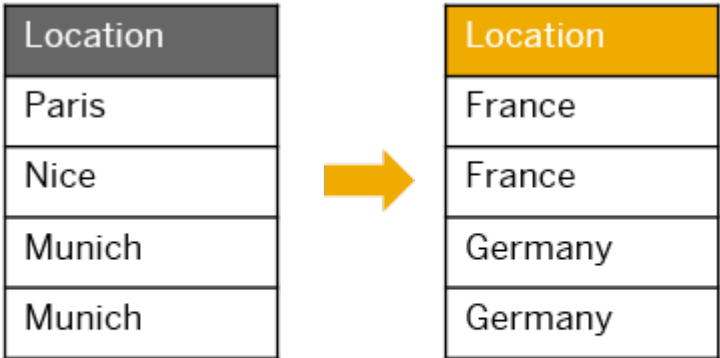 Location
Paris
Nice
Munich
Munich
Location
France
France
Germany
Germany